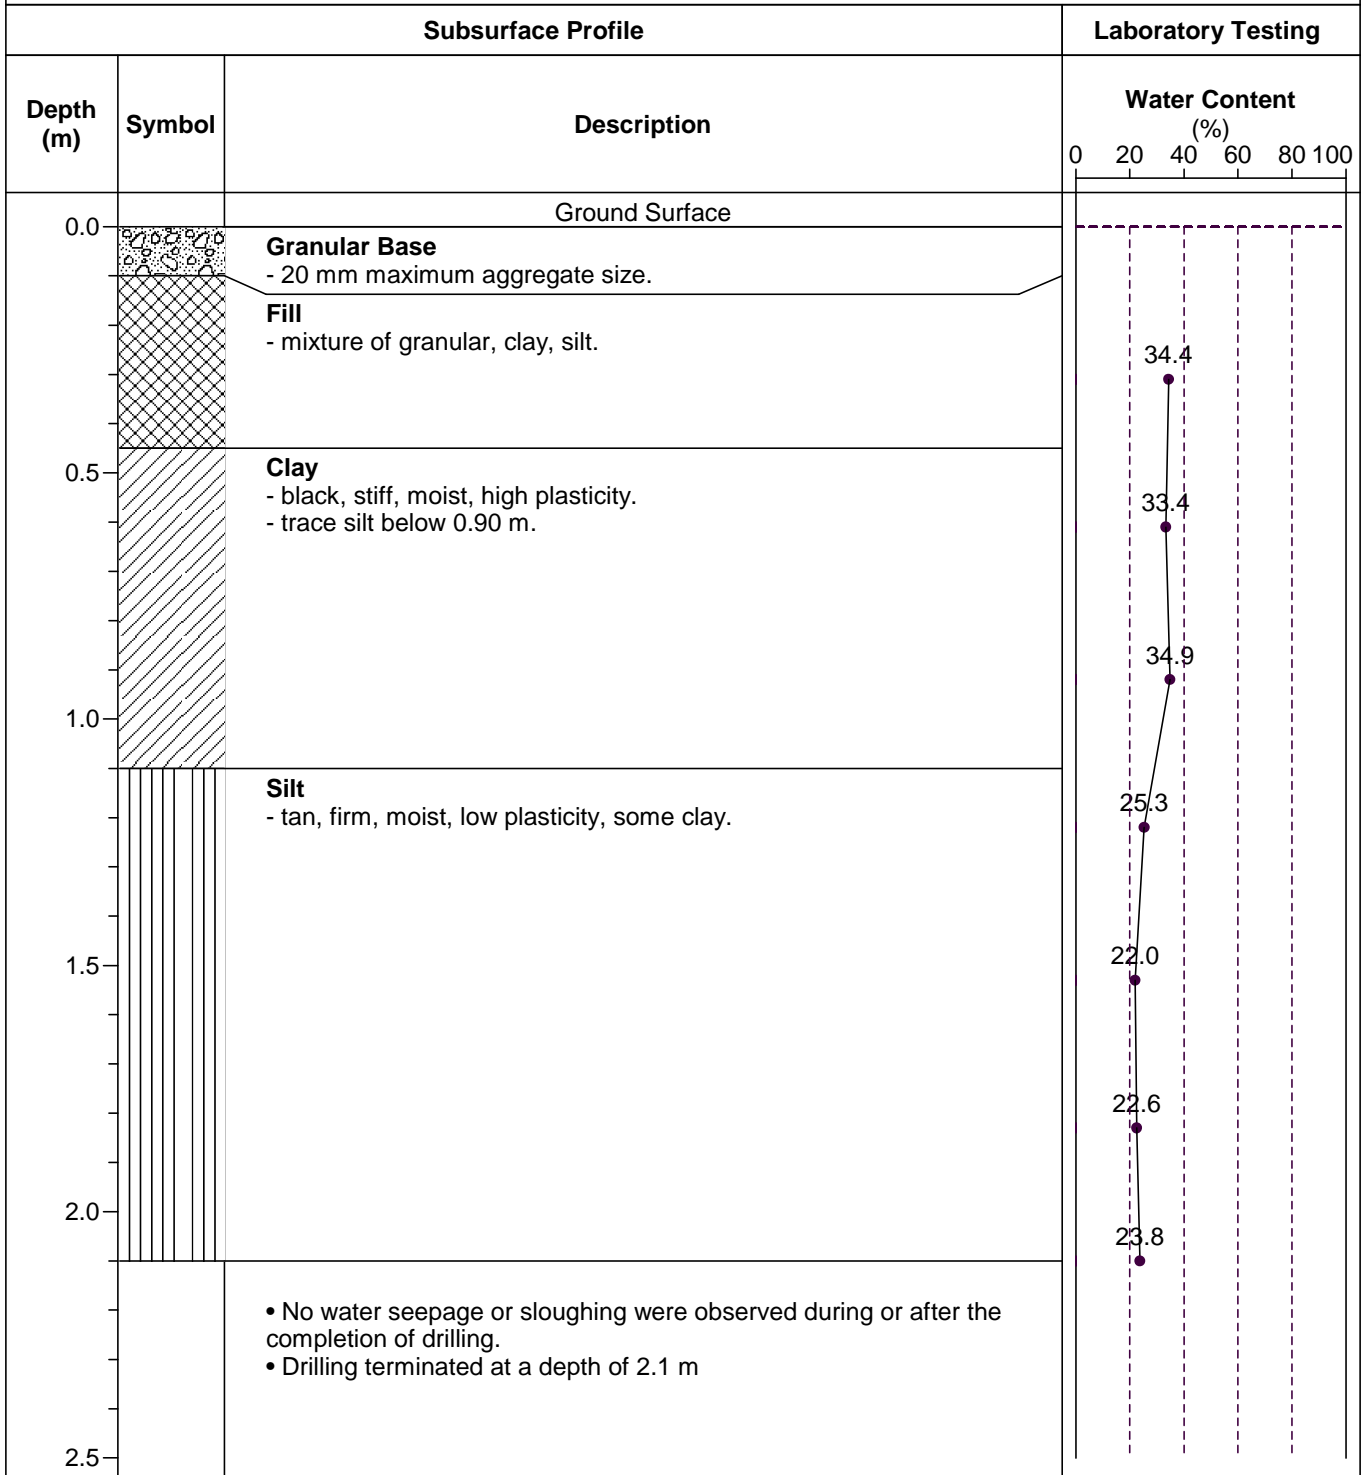 Subsurface Profile
Laboratory Testing
Depth
(m)
Symbol
Description
Water Content
(%)
0 20 40 60 80 100
Ground Surface
0.0
Granular Base
- 20 mm maximum aggregate size.
Fill
- mixture of granular, clay, silt.
34.4
0.5
Clay
- black, stiff, moist, high plasticity.
- trace silt below 0.90 m.
33.4
34.9
1.0
Silt
- tan, firm, moist, low plasticity, some clay.
25.3
22.0
1.5
22.6
2.0
23.8
• No water seepage or sloughing were observed during or after the
completion of drilling.
• Drilling terminated at a depth of 2.1 m
2.5